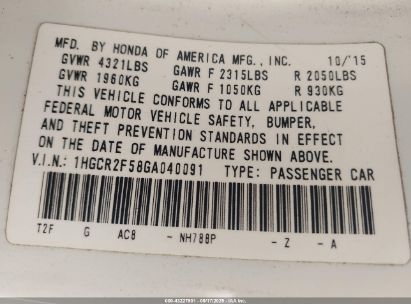 MFD. BY HONDA OF AMERICA MFG., INC. 10/'15
GVWR 4321LBS GAWR F 2315LBS R 2050LBS
GVWR 1960KG GAWR F 1050KG R 930KG
THIS VEHICLE CONFORMS TO ALL APPLICABLE
FEDERAL MOTOR VEHICLE SAFETY, BUMPER,
AND THEFT PREVENTION STANDARDS IN EFFECT
ON THE DATE OF MANUFACTURE SHOWN ABOVE.
V.I.N.: 1HGCR2F58GA040091 TYPE: PASSENGER CAR
T2F G AC8 - NH788P - Z - A